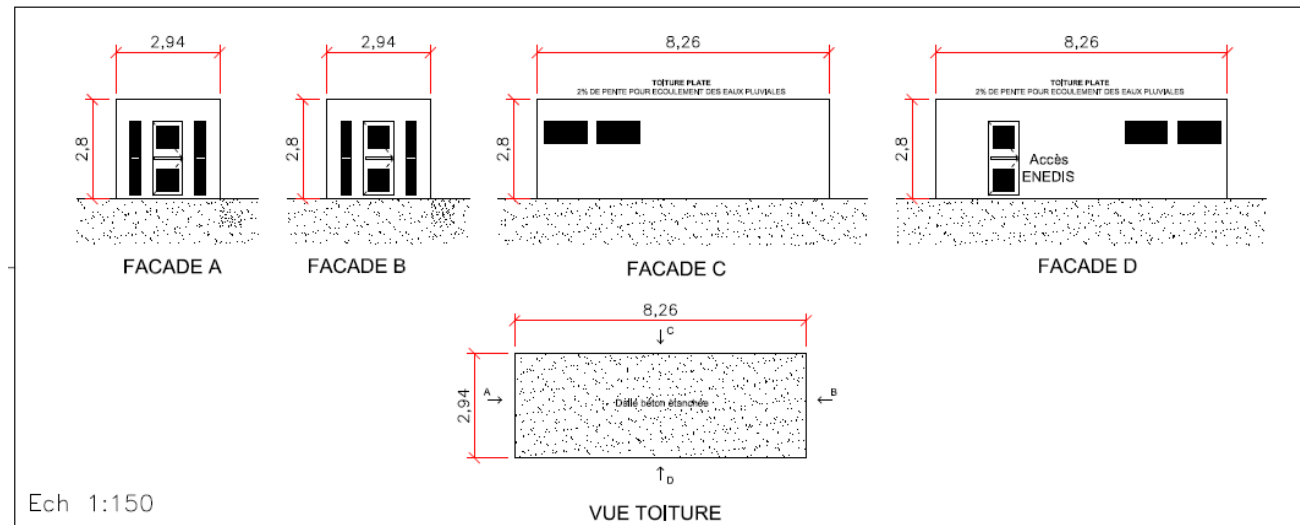 2,94
2,94
8,26
8,26
TOITURE PLATE
2% DE PENTE POUR ECOULEMENT DES EAUX PLUVIALES
TOITURE PLATE
2% DE PENTE POUR ECOULEMENT DES EAUX PLUVIALES
2,8
2,8
2,8
2,8
Accès
ENEDIS
FACADE A
FACADE B
FACADE C
FACADE D
8,26
C
2,94
A
Dalle béton étanchée
B
D
Ech 1:150
VUE TOITURE